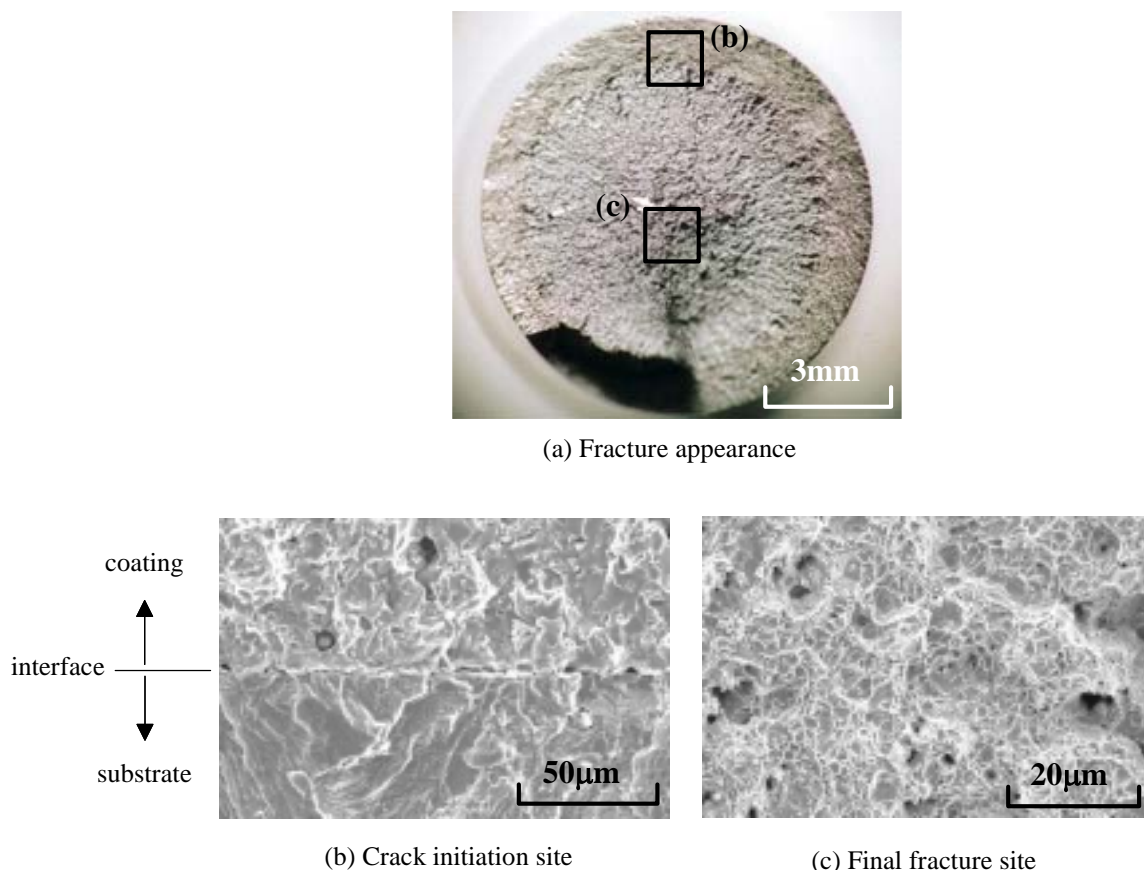 (b)
(c)
3mm
(a) Fracture appearance
coating
interface
substrate
50μm
20μm
(b) Crack initiation site
(c) Final fracture site